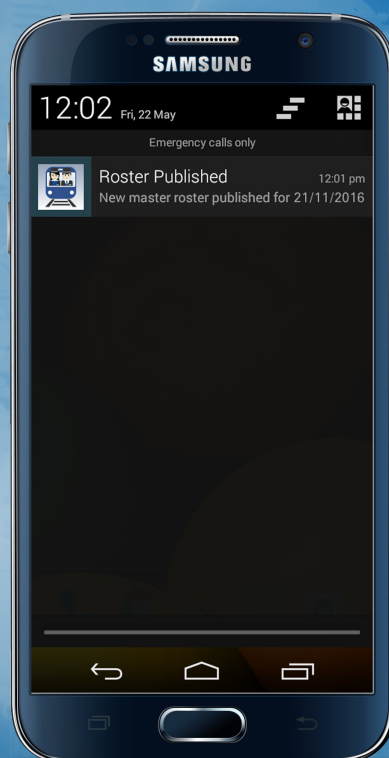 SAMSUNG
12:02 Fri, 22 May
Emergency calls only
Roster Published 12:01 pm
New master roster published for 21/11/2016